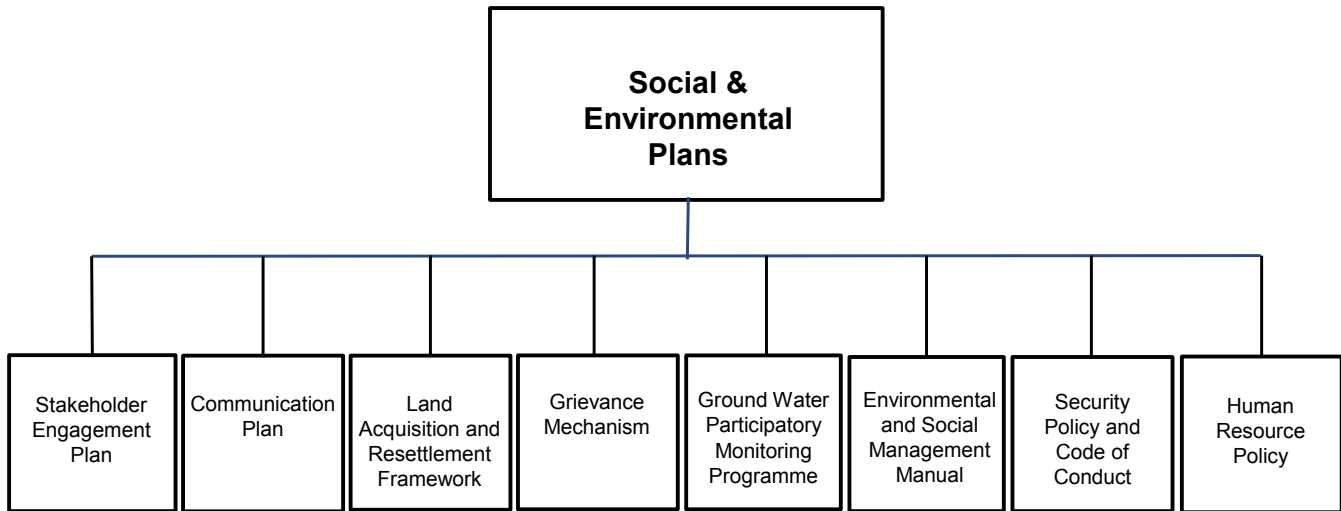 Social &
Environmental
Plans
Stakeholder
Engagement
Plan
Communication
Plan
Land
Acquisition and
Resettlement
Framework
Grievance
Mechanism
Ground Water
Participatory
Monitoring
Programme
Environmental
and Social
Management
Manual
Security
Policy and
Code of
Conduct
Human
Resource
Policy